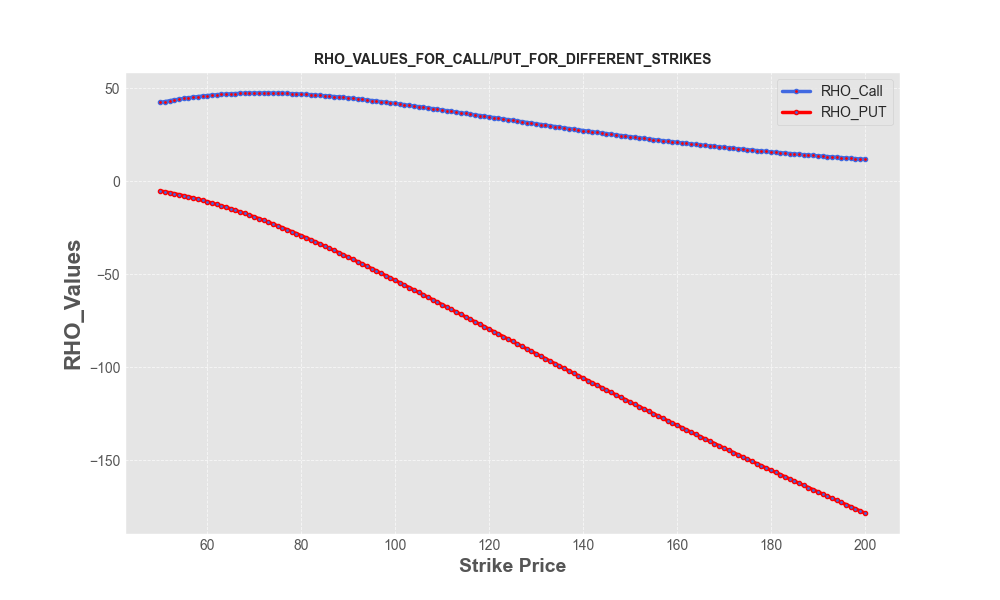 RHO_VALUES_FOR_CALL/PUT_FOR_DIFFERENT_STRIKES
RHO_Call
RHO_PUT
50
0
−50
−100
−150
RHO_Values
60 80 100 120 140 160 180 200
Strike Price